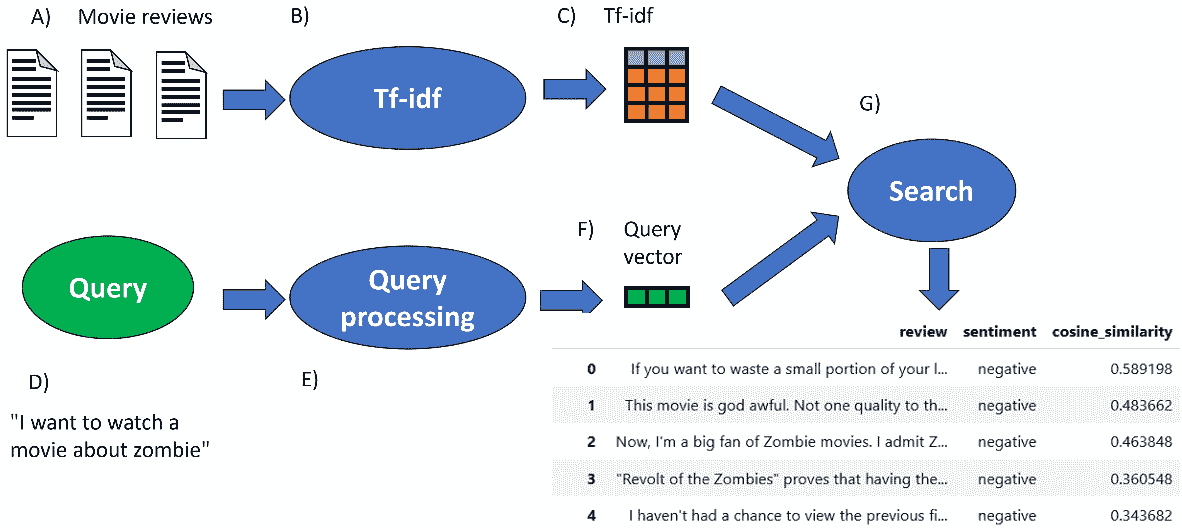 A) Movie reviews
B)
C) Tf-idf
Tf-idf
G)
Search
Query
Query
processing
F) Query
vector
D)
E)
"I want to watch a
movie about zombie"
review sentiment cosine_similarity
0 If you want to waste a small portion of your l... negative 0.589198
1 This movie is god awful. Not one quality to th... negative 0.483662
2 Now, I'm a big fan of Zombie movies. I admit Z... negative 0.463848
3 "Revolt of the Zombies" proves that having the... negative 0.360548
4 I haven't had a chance to view the previous fi... negative 0.343682